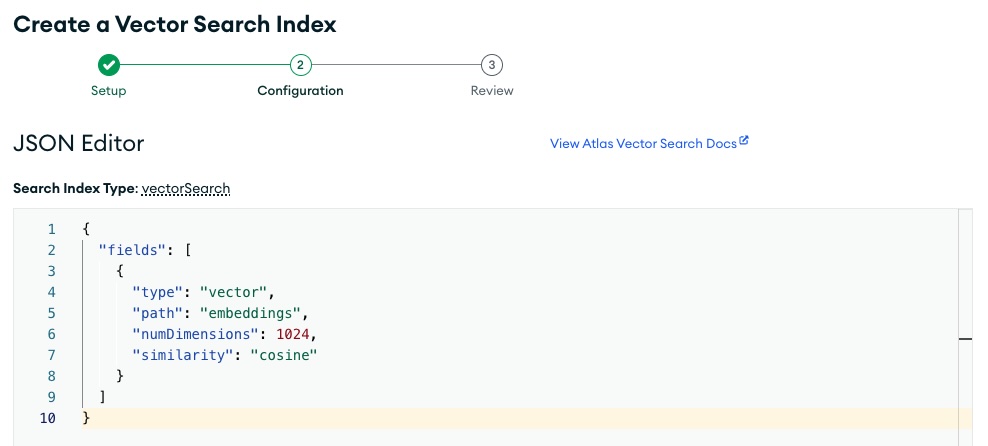 Create a Vector Search Index
2
3
Setup
Configuration
Review
JSON Editor
View Atlas Vector Search Docs
Search Index Type: vectorSearch
1 {
2   "fields": [
3     {
4       "type": "vector",
5       "path": "embeddings",
6       "numDimensions": 1024,
7       "similarity": "cosine"
8     }
9   ]
10 }